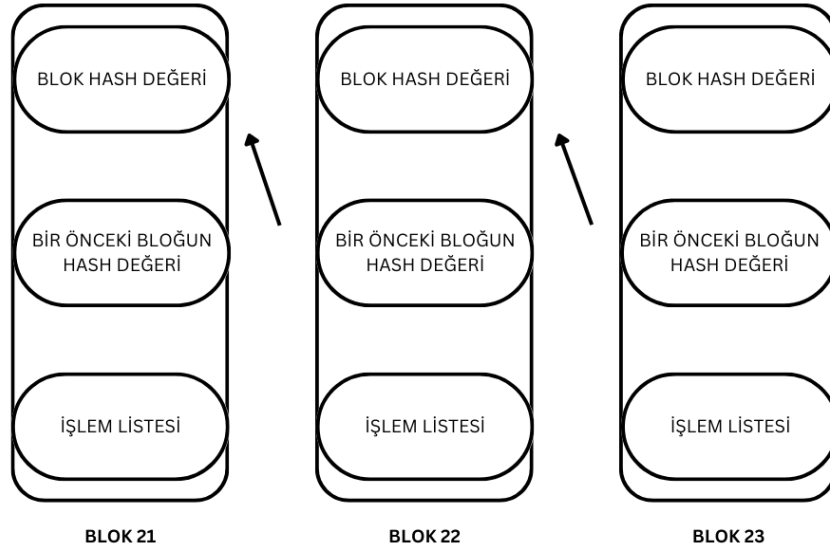 BLOK HASH DEĞERİ
BİR ÖNCEKİ BLOĞUN
HASH DEĞERİ
İŞLEM LİSTESİ
BLOK 21
BLOK HASH DEĞERİ
BİR ÖNCEKİ BLOĞUN
HASH DEĞERİ
İŞLEM LİSTESİ
BLOK 22
BLOK HASH DEĞERİ
BİR ÖNCEKİ BLOĞUN
HASH DEĞERİ
İŞLEM LİSTESİ
BLOK 23